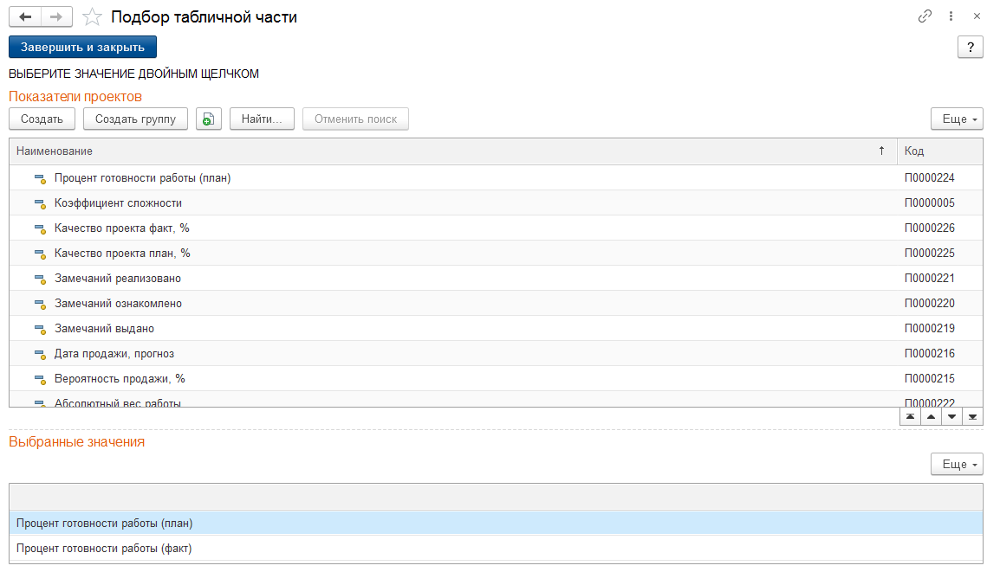 Подбор табличной части
Завершить и закрыть
?
ВЫБЕРИТЕ ЗНАЧЕНИЕ ДВОЙНЫМ ЩЕЛЧКОМ
Показатели проектов
Создать Создать группу Найти... Отменить поиск Еще
Наименование Код
Процент готовности работы (план) П0000224
Коэффициент сложности П0000005
Качество проекта факт, % П0000226
Качество проекта план, % П0000225
Замечаний реализовано П0000221
Замечаний ознакомлено П0000220
Замечаний выдано П0000219
Дата продажи, прогноз П0000216
Вероятность продажи, % П0000215
Абсолютный вес работы П0000222
Выбранные значения
Еще
Процент готовности работы (план)
Процент готовности работы (факт)